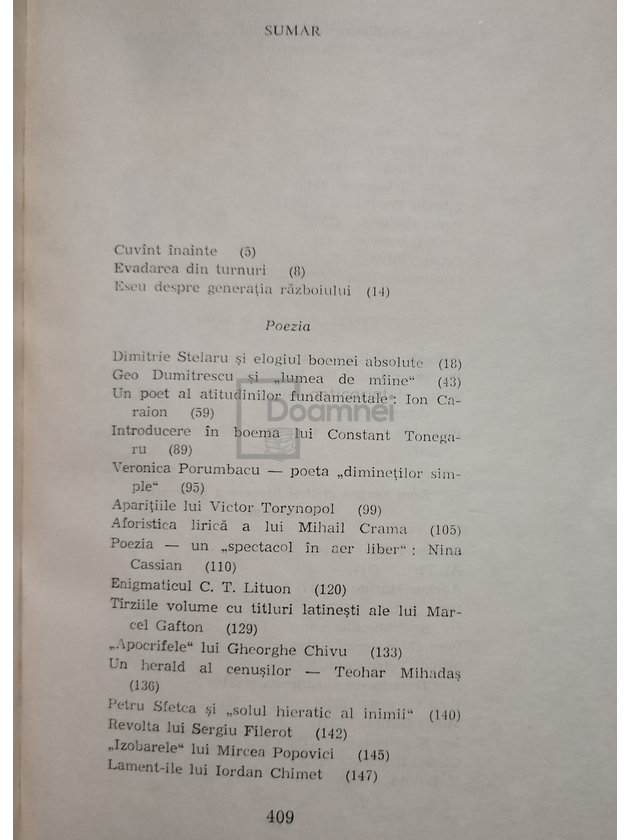 SUMAR
Cuvînt înainte (5)
Evadarea din turnuri (8)
Eseu despre generația războiului (14)
Poezia
Dimitrie Stelaru și elogiul boemei absolute (18)
Geo Dumitrescu și „lumea de mîine“ (43)
Un poet al atitudinilor fundamentale : Ion Ca-
raion (59)
Introducere în boema lui Constant Tonega-
ru (89)
Veronica Porumbacu — poeta „dimineților sim-
ple“ (95)
Aparițiile lui Victor Torynopol (99)
Aforistica lirică a lui Mihail Crama (105)
Poezia — un „spectacol în aer liber“ : Nina
Cassian (110)
Enigmaticul C. T. Lituon (120)
Tîrziile volume cu titluri latinești ale lui Mar-
cel Gafton (129)
„Apocrifele“ lui Gheorghe Chivu (133)
Un herald al cenușilor — Teohar Mihadaș
(136)
Petru Sfetca și „solul hieratic al inimii“ (140)
Revolta lui Sergiu Filerot (142)
„Izobarele“ lui Mircea Popovici (145)
Lament-ile lui Iordan Chimet (147)
409
Doamnei